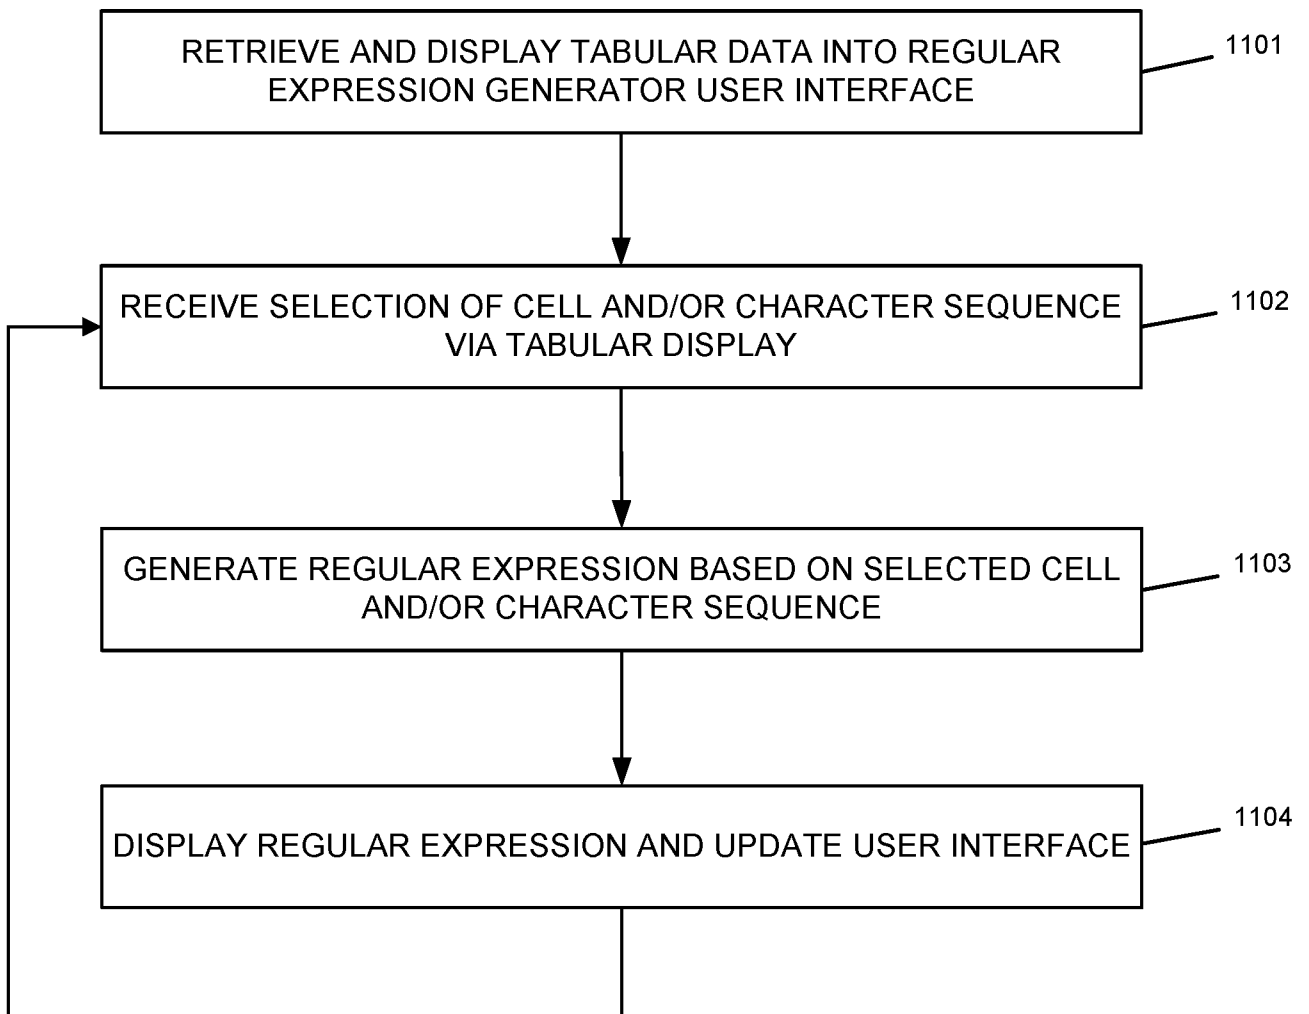 RETRIEVE AND DISPLAY TABULAR DATA INTO REGULAR
EXPRESSION GENERATOR USER INTERFACE
1101
RECEIVE SELECTION OF CELL AND/OR CHARACTER SEQUENCE
VIA TABULAR DISPLAY
1102
GENERATE REGULAR EXPRESSION BASED ON SELECTED CELL
AND/OR CHARACTER SEQUENCE
1103
DISPLAY REGULAR EXPRESSION AND UPDATE USER INTERFACE
1104